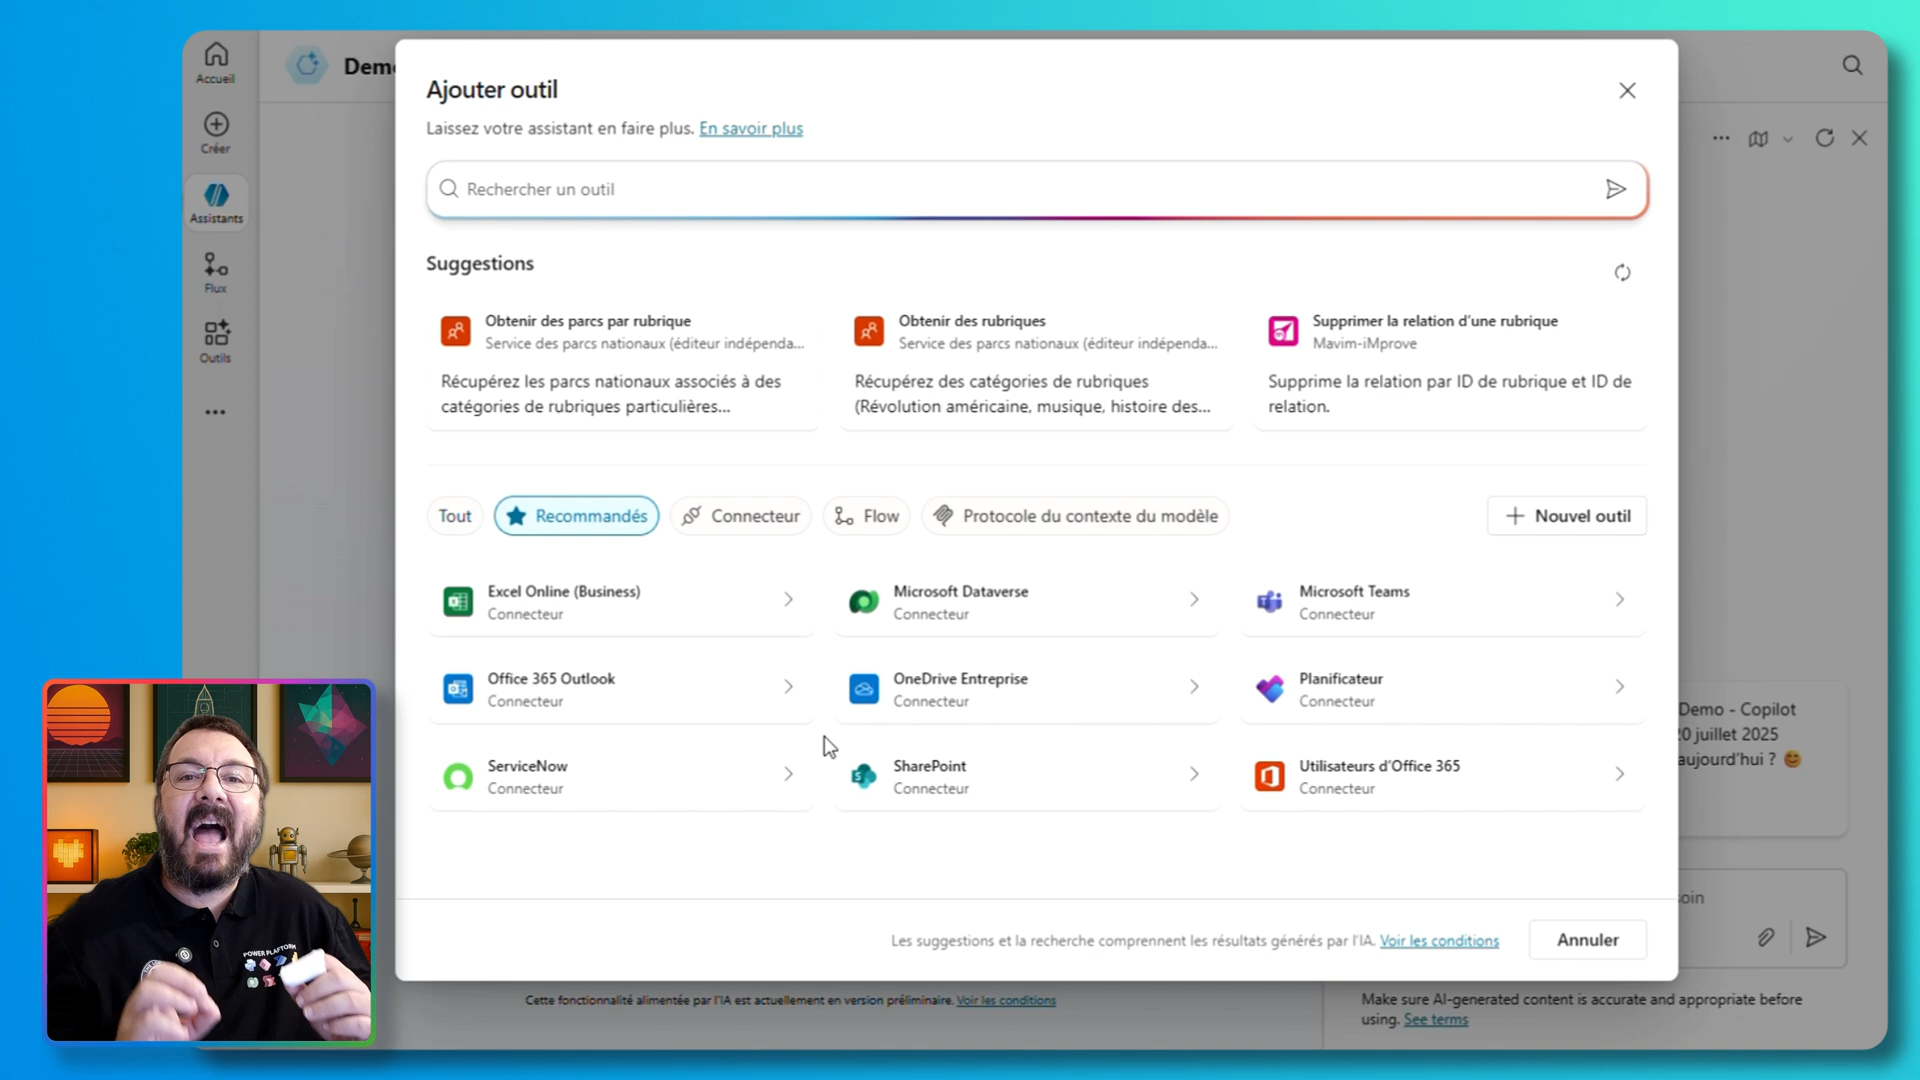 Accueil
Créer
Assistants
Flux
Outils
Ajouter outil
Laissez votre assistant en faire plus. En savoir plus
Rechercher un outil
Suggestions
Obtenir des parcs par rubrique
Service des parcs nationaux (éditeur indépenda...
Récupérez les parcs nationaux associés à des
catégories de rubriques particulières...
Obtenir des rubriques
Service des parcs nationaux (éditeur indépenda...
Récupérez des catégories de rubriques
(Révolution américaine, musique, histoire des...
Supprimer la relation d'une rubrique
Mavim-iMprove
Supprime la relation par ID de rubrique et ID de
relation.
Tout
Recommandés
Connecteur
Flow
Protocole du contexte du modèle
Nouvel outil
Excel Online (Business)
Connecteur
Microsoft Dataverse
Connecteur
Microsoft Teams
Connecteur
Office 365 Outlook
Connecteur
OneDrive Entreprise
Connecteur
Planificateur
Connecteur
ServiceNow
Connecteur
SharePoint
Connecteur
Utilisateurs d'Office 365
Connecteur
Les suggestions et la recherche comprennent les résultats générés par l'IA. Voir les conditions
Annuler
Demo - Copilot
0 juillet 2025
aujourd'hui ?
Cette fonctionnalité alimentée par l'IA est actuellement en version préliminaire. Voir les conditions
Make sure AI-generated content is accurate and appropriate before
using. See terms
POWER PLATFORM